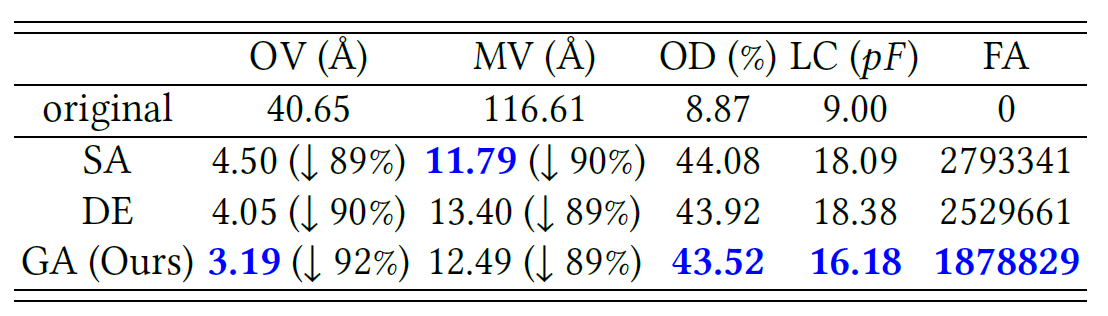 OV (Å) MV (Å) OD (%) LC (pF) FA
original 40.65 116.61 8.87 9.00 0
SA 4.50 (↓ 89%) 11.79 (↓ 90%) 44.08 18.09 2793341
DE 4.05 (↓ 90%) 13.40 (↓ 89%) 43.92 18.38 2529661
GA (Ours) 3.19 (↓ 92%) 12.49 (↓ 89%) 43.52 16.18 1878829